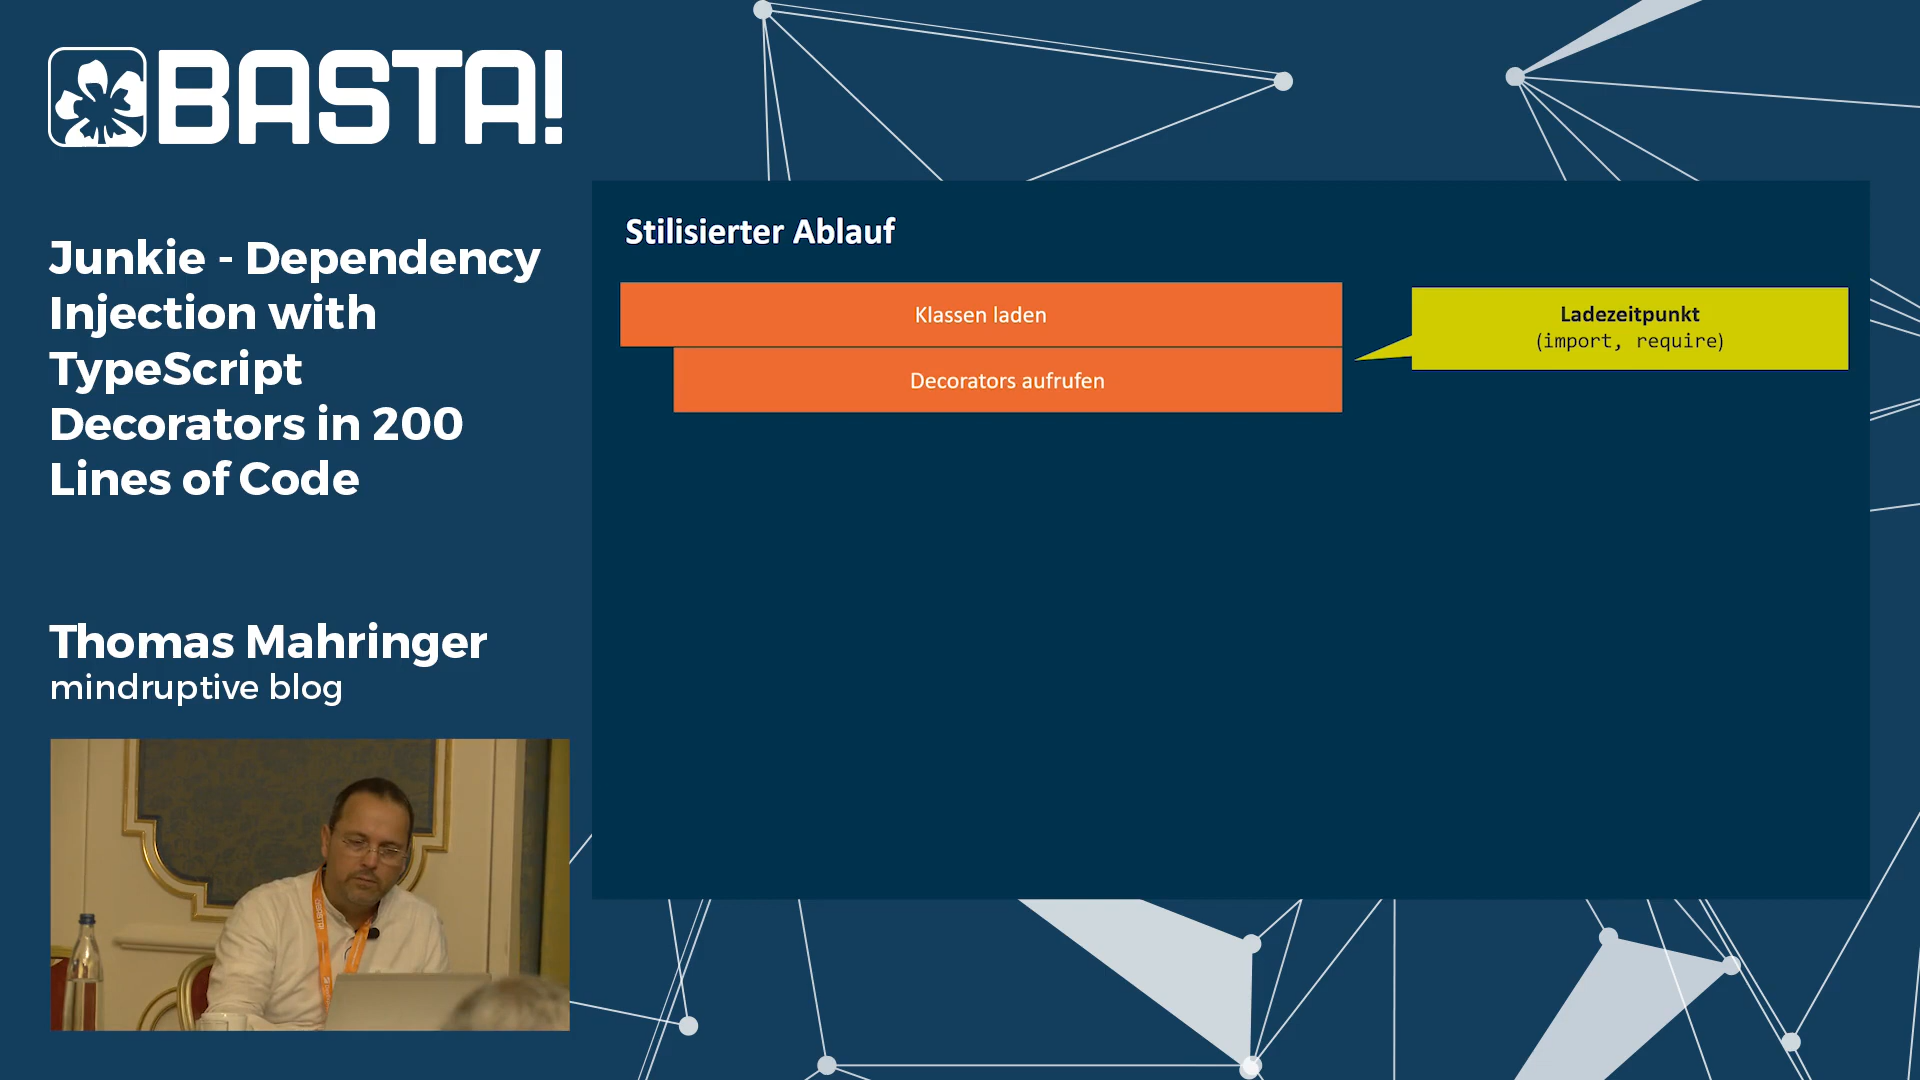 BASTA!
Junkie - Dependency
Injection with
TypeScript
Decorators in 200
Lines of Code
Thomas Mahringer
mindruptive blog
Stilisierter Ablauf
Klassen laden
Decorators aufrufen
Ladezeitpunkt
(import, require)